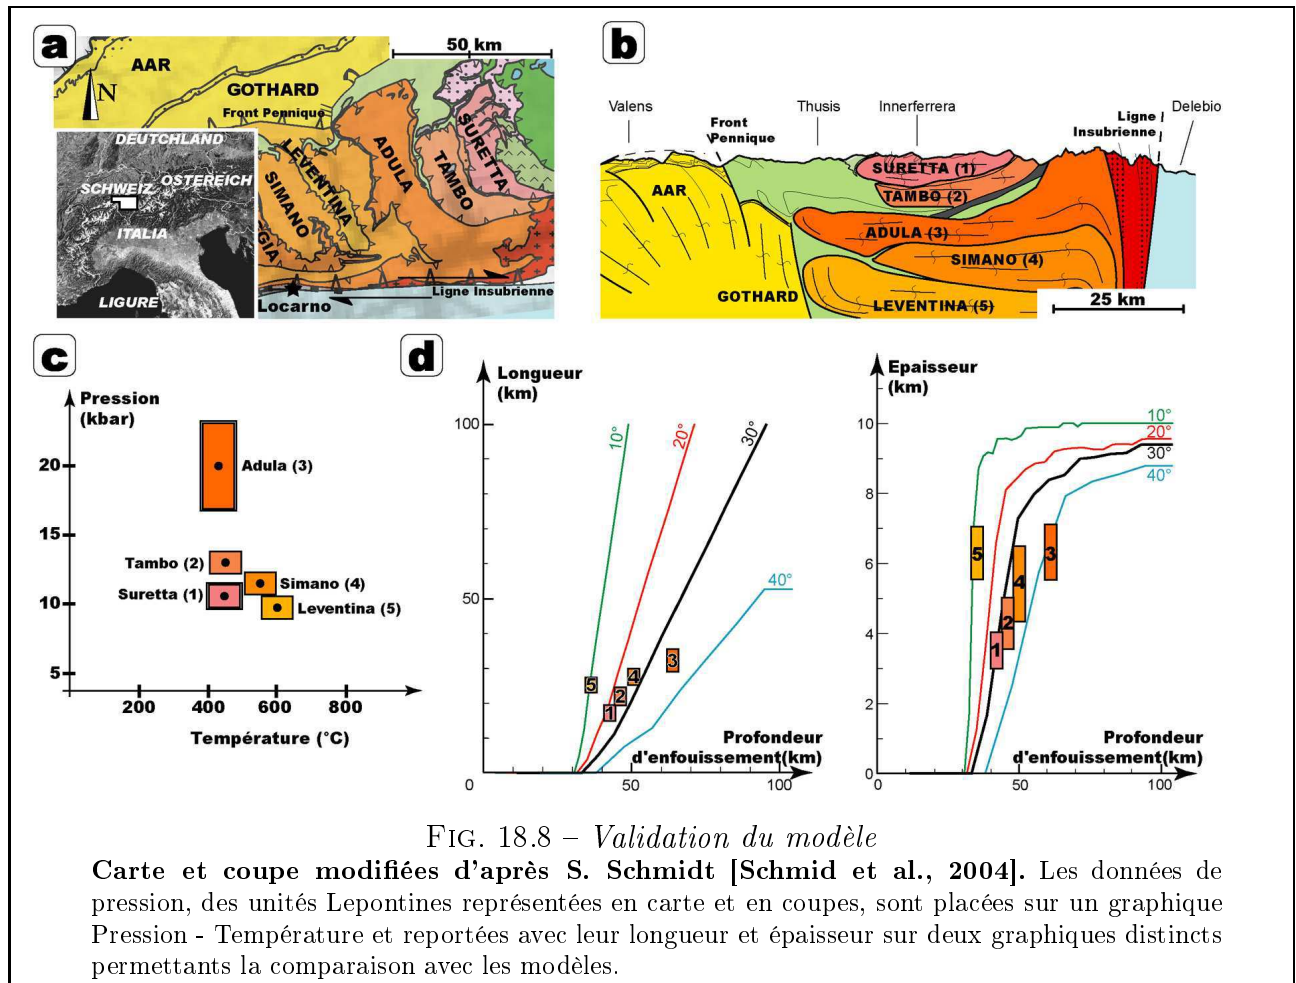 a
50 km
AAR
N
GOTHARD
Front Pennique
DEUTCHLAND
SCHWEIZ
ÖSTEREICH
ITALIA
LIGURE
SIMANO
LEVENTINA
ADULA
TAMBO
SURETTA
GIA
Ligne Insubrienne
Locarno
b
Valens
Front
Pennique
Thusis
Innerferrera
Ligne
Insubrienne
Delebio
AAR
SURETTA (1)
TAMBO (2)
ADULA (3)
SIMANO (4)
GOTHARD
LEVENTINA (5)
25 km
c
Pression
(kbar)
20
15
10
5
Adula (3)
Tambo (2)
Suretta (1)
Simano (4)
Leventina (5)
200 400 600 800
Température (°C)
d
Longueur
(km)
100
50
10°
20°
30°
40°
5
1
2
4
3
Profondeur
d'enfouissement(km)
0 50 100
Epaisseur
(km)
10
8
6
4
2
0
10°
20°
30°
40°
5
1
2
4
3
Profondeur
d'enfouissement(km)
0 50 100
FIG. 18.8 – Validation du modèle
Carte et coupe modifiées d'après S. Schmidt [Schmid et al., 2004]. Les données de
pression, des unités Lepontines représentées en carte et en coupes, sont placées sur un graphique
Pression - Température et reportées avec leur longueur et épaisseur sur deux graphiques distincts
permettants la comparaison avec les modèles.